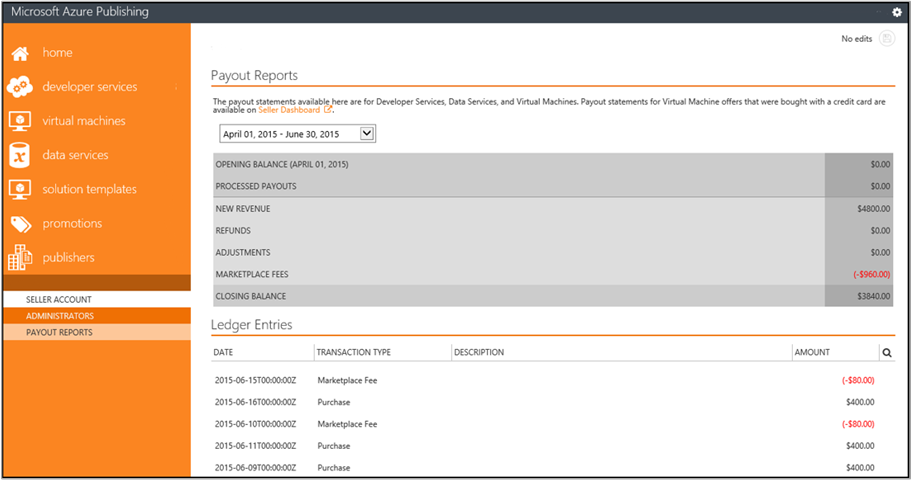 Microsoft Azure Publishing
No edits
home
developer services
virtual machines
data services
solution templates
promotions
publishers
SELLER ACCOUNT
ADMINISTRATORS
PAYOUT REPORTS
Payout Reports
The payout statements available here are for Developer Services, Data Services, and Virtual Machines. Payout statements for Virtual Machine offers that were bought with a credit card are
available on Seller Dashboard.
April 01, 2015 - June 30, 2015
OPENING BALANCE (APRIL 01, 2015) $0.00
PROCESSED PAYOUTS $0.00
NEW REVENUE $4800.00
REFUNDS $0.00
ADJUSTMENTS $0.00
MARKETPLACE FEES (-$960.00)
CLOSING BALANCE $3840.00
Ledger Entries
DATE TRANSACTION TYPE DESCRIPTION AMOUNT
2015-06-15T00:00:00Z Marketplace Fee (-$80.00)
2015-06-16T00:00:00Z Purchase $400.00
2015-06-10T00:00:00Z Marketplace Fee (-$80.00)
2015-06-11T00:00:00Z Purchase $400.00
2015-06-09T00:00:00Z Purchase $400.00